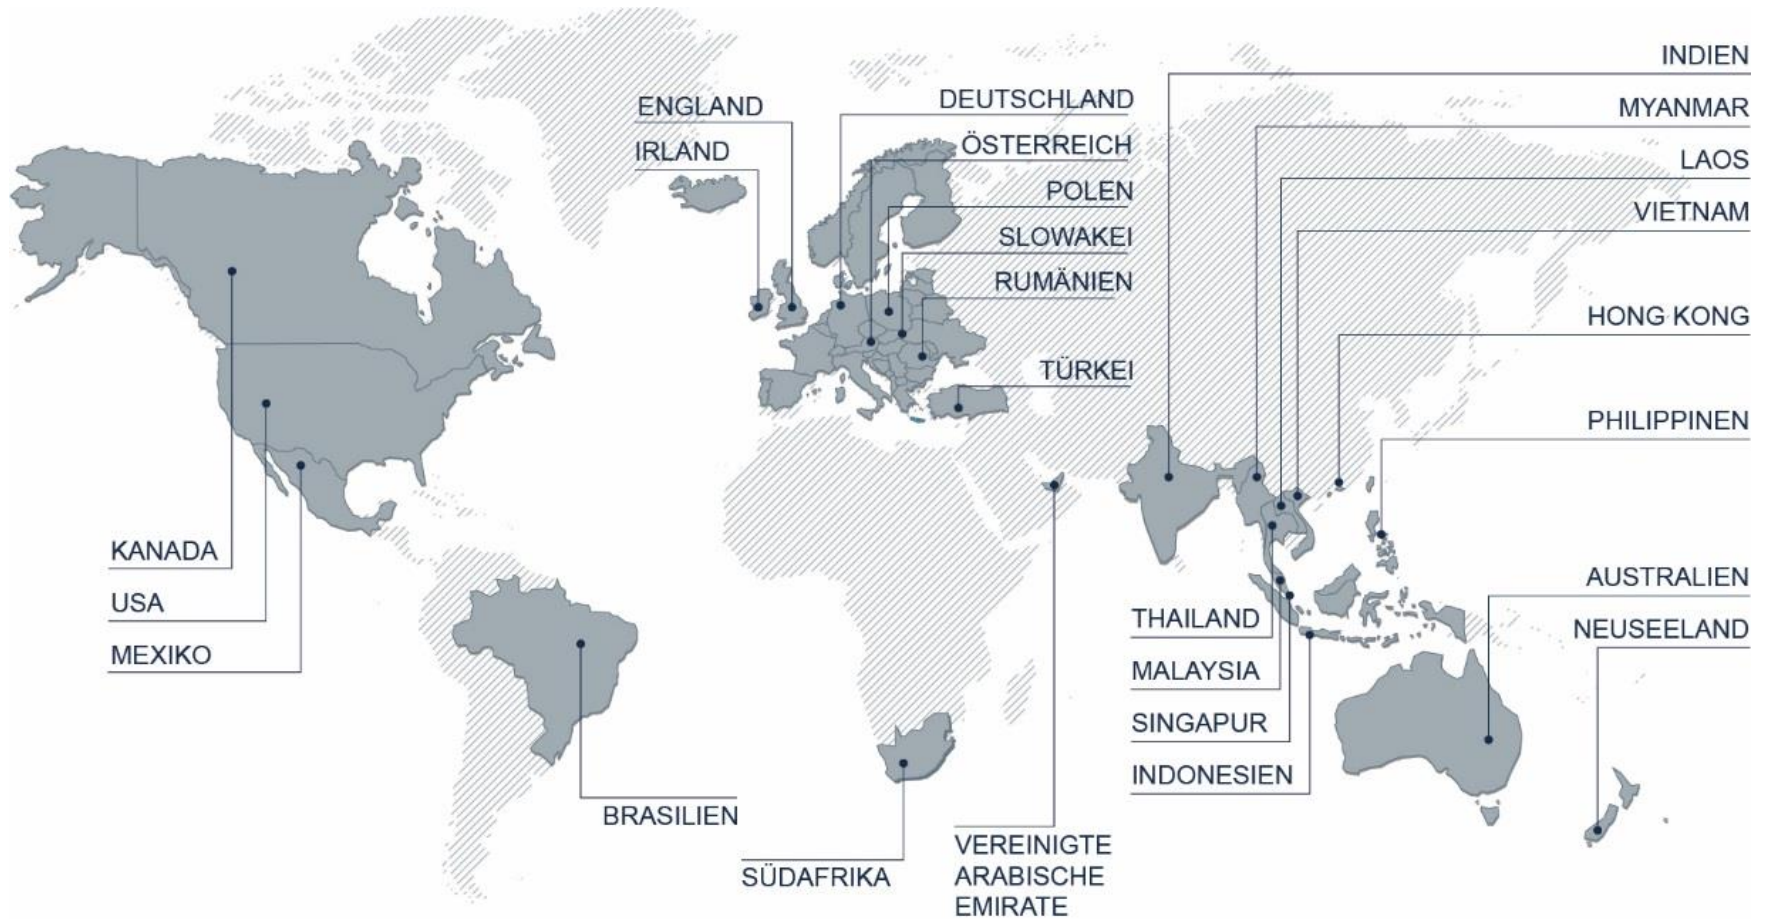 INDIEN
ENGLAND
DEUTSCHLAND
MYANMAR
IRLAND
ÖSTERREICH
LAOS
POLEN
VIETNAM
SLOWAKEI
RUMÄNIEN
HONG KONG
TÜRKEI
PHILIPPINEN
KANADA
AUSTRALIEN
USA
THAILAND
NEUSEELAND
MEXIKO
MALAYSIA
SINGAPUR
INDONESIEN
BRASILIEN
VEREINIGTE
ARABISCHE
EMIRATE
SÜDAFRIKA